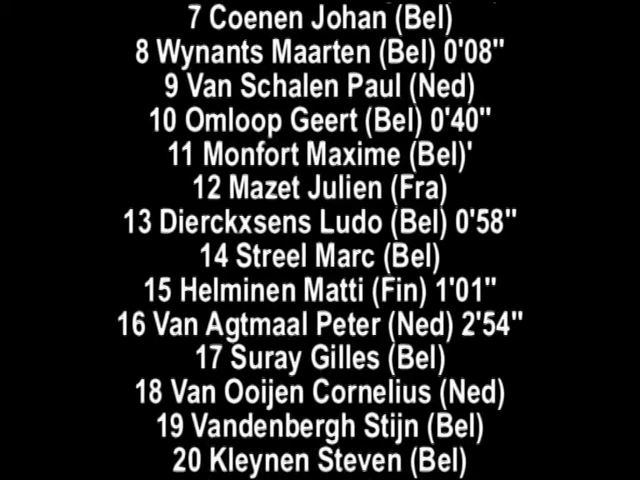 7 Coenen Johan (Bel)
8 Wynants Maarten (Bel) 0'08"
9 Van Schalen Paul (Ned)
10 Omloop Geert (Bel) 0'40"
11 Monfort Maxime (Bel)'
12 Mazet Julien (Fra)
13 Dierckxsens Ludo (Bel) 0'58"
14 Streel Marc (Bel)
15 Helminen Matti (Fin) 1'01"
16 Van Agtmaal Peter (Ned) 2'54"
17 Suray Gilles (Bel)
18 Van Ooijen Cornelius (Ned)
19 Vandenbergh Stijn (Bel)
20 Kleynen Steven (Bel)